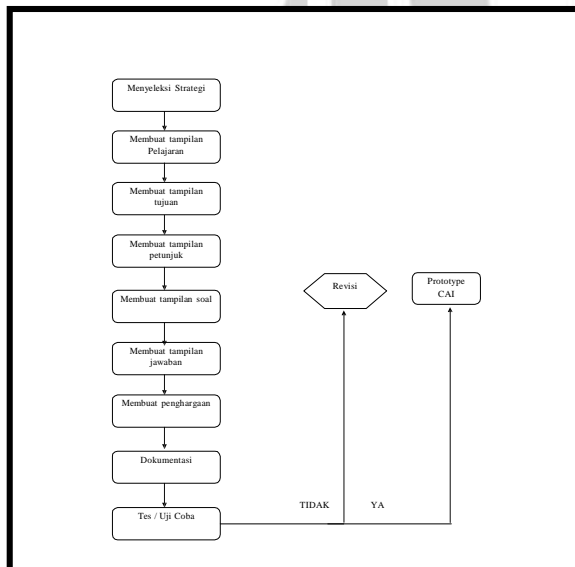 Menyeleksi Strategi
Membuat tampilan
Pelajaran
Membuat tampilan
tujuan
Membuat tampilan
petunjuk
Membuat tampilan soal
Membuat tampilan
jawaban
Membuat penghargaan
Dokumentasi
Tes / Uji Coba
Revisi
Prototype
CAI
TIDAK
YA